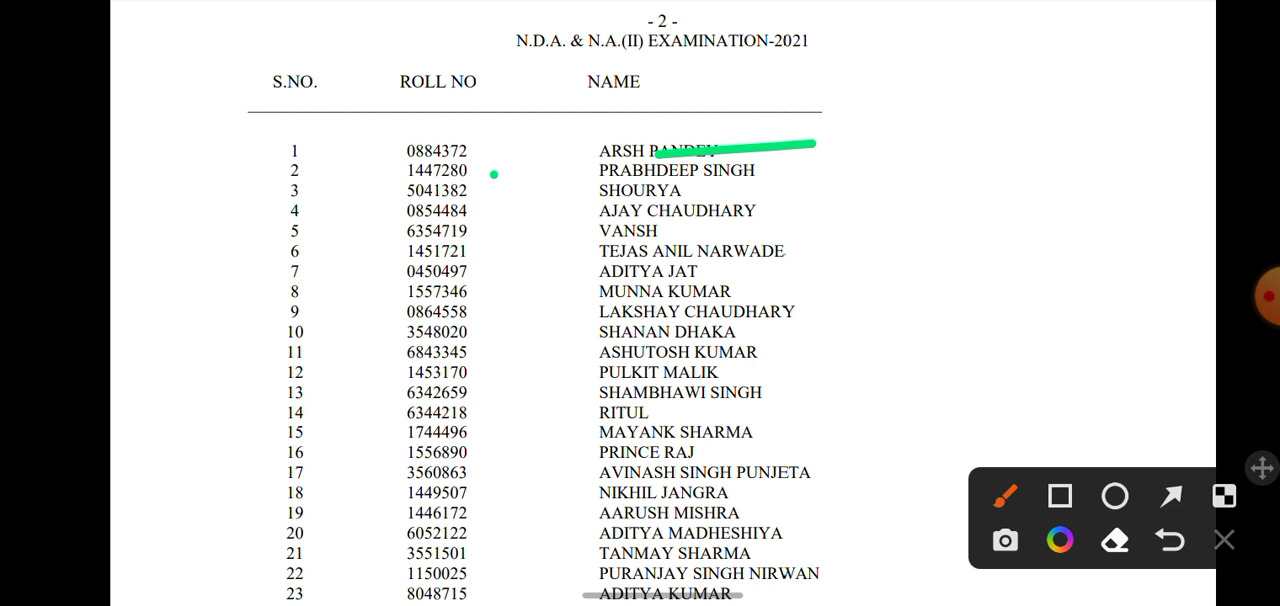 - 2 -
N.D.A. & N.A.(II) EXAMINATION-2021
S.NO. ROLL NO NAME
1 0884372 ARSH PANDEY
2 1447280 PRABHDEEP SINGH
3 5041382 SHOURYA
4 0854484 AJAY CHAUDHARY
5 6354719 VANSH
6 1451721 TEJAS ANIL NARWADE
7 0450497 ADITYA JAT
8 1557346 MUNNA KUMAR
9 0864558 LAKSHAY CHAUDHARY
10 3548020 SHANAN DHAKA
11 6843345 ASHUTOSH KUMAR
12 1453170 PULKIT MALIK
13 6342659 SHAMBHAWI SINGH
14 6344218 RITUL
15 1744496 MAYANK SHARMA
16 1556890 PRINCE RAJ
17 3560863 AVINASH SINGH PUNJETA
18 1449507 NIKHIL JANGRA
19 1446172 AARUSH MISHRA
20 6052122 ADITYA MADHESHIYA
21 3551501 TANMAY SHARMA
22 1150025 PURANJAY SINGH NIRWAN
23 8048715 ADITYA KUMAR